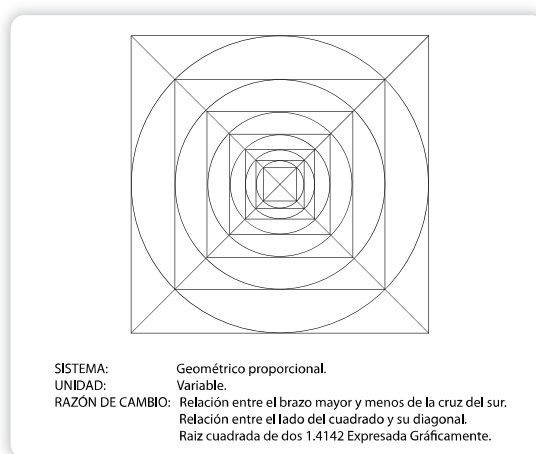 SISTEMA: Geométrico proporcional.
UNIDAD: Variable.
RAZÓN DE CAMBIO: Relación entre el brazo mayor y menos de la cruz del sur.
Relación entre el lado del cuadrado y su diagonal.
Raiz cuadrada de dos 1.4142 Expresada Gráficamente.